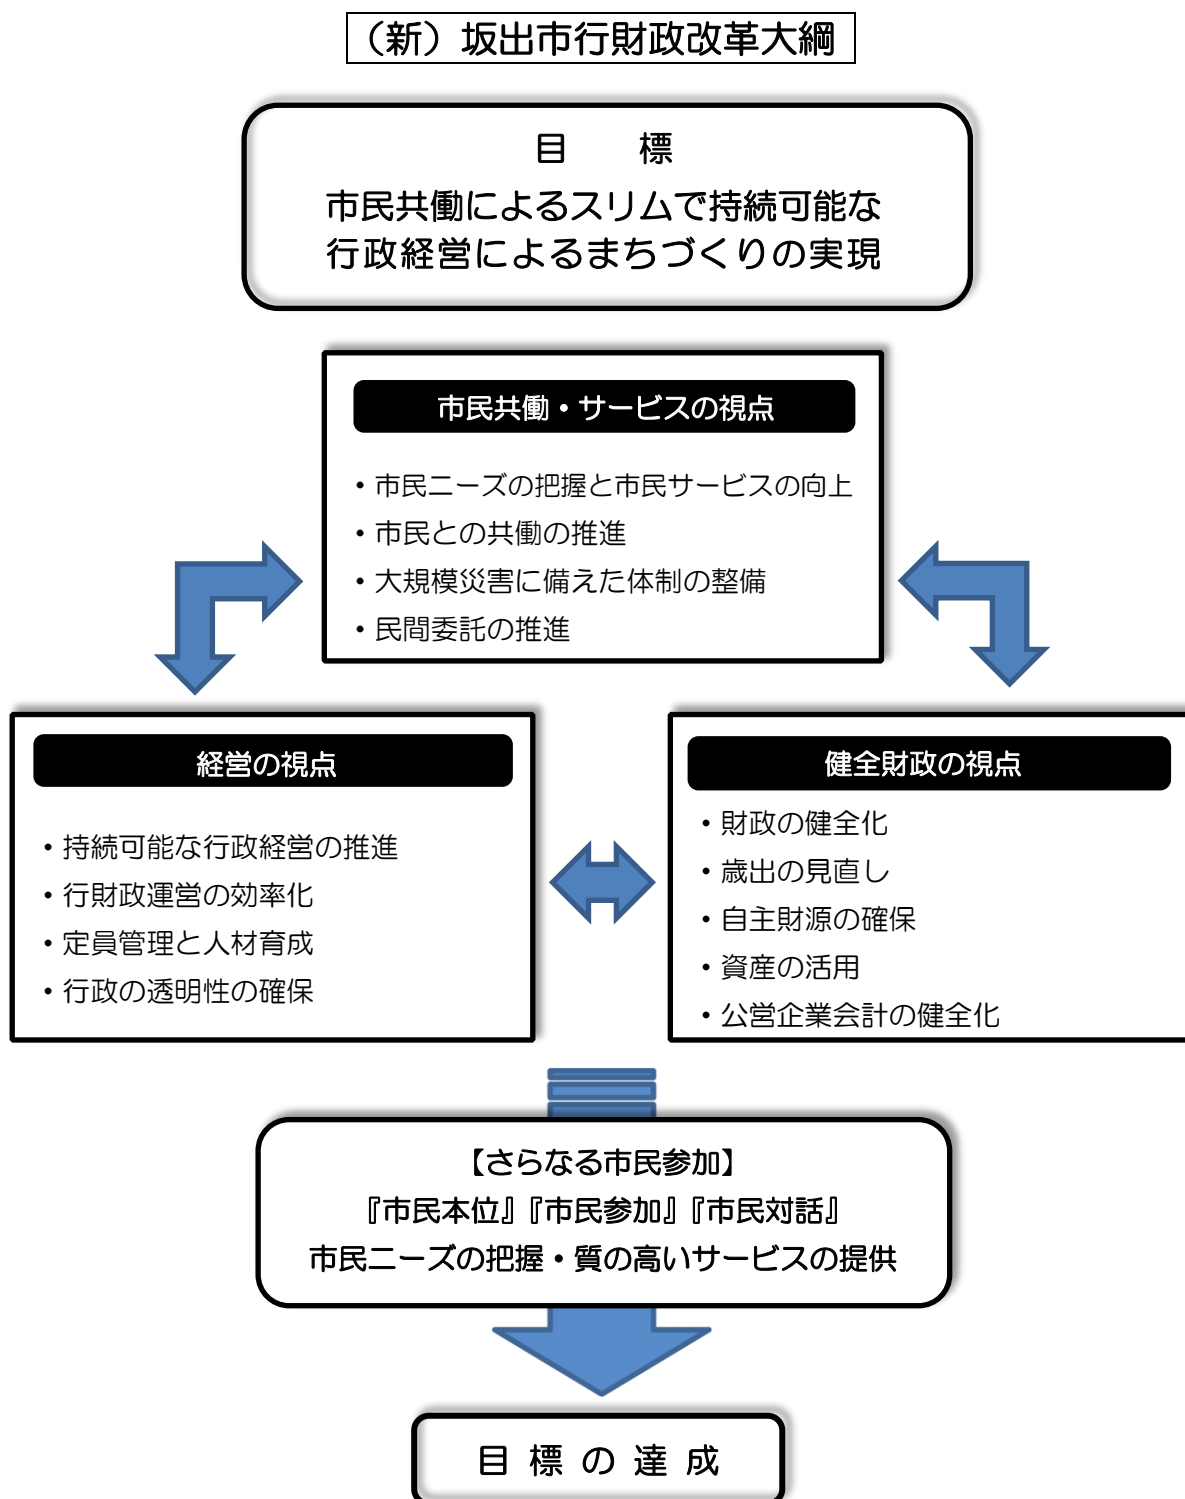 （新）坂出市行財政改革大綱
目　標
市民共働によるスリムで持続可能な
行政経営によるまちづくりの実現
市民共働・サービスの視点
・市民ニーズの把握と市民サービスの向上
・市民との共働の推進
・大規模災害に備えた体制の整備
・民間委託の推進
経営の視点
・持続可能な行政経営の推進
・行財政運営の効率化
・定員管理と人材育成
・行政の透明性の確保
健全財政の視点
・財政の健全化
・歳出の見直し
・自主財源の確保
・資産の活用
・公営企業会計の健全化
【さらなる市民参加】
『市民本位』『市民参加』『市民対話』
市民ニーズの把握・質の高いサービスの提供
目標の達成